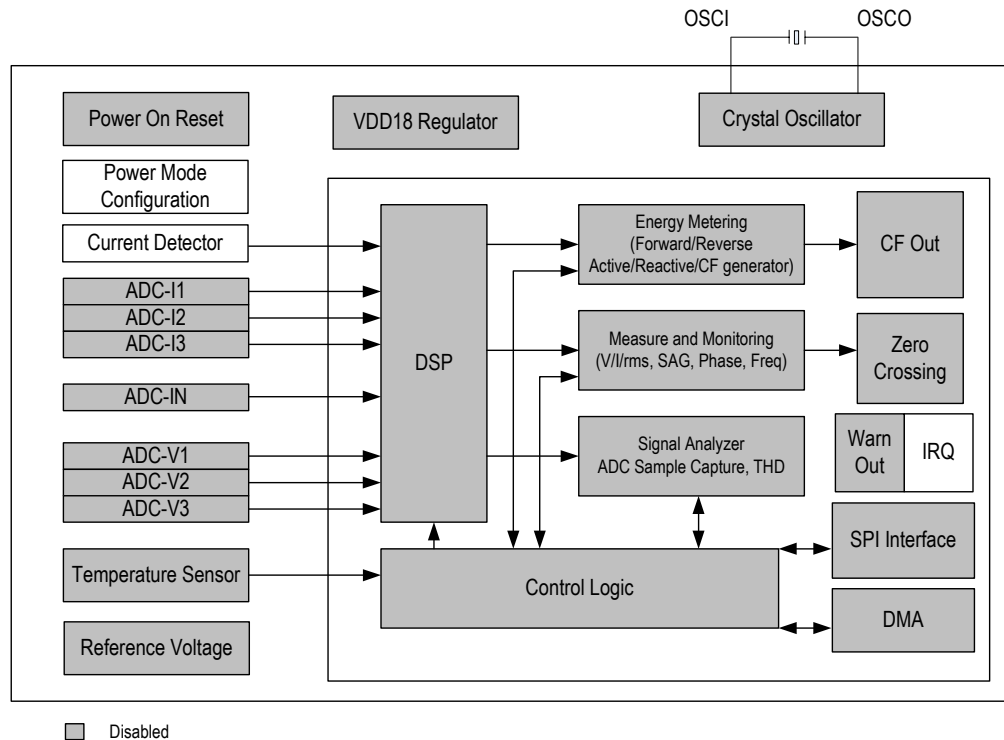 OSCI
OSCO
Power On Reset
VDD18 Regulator
Crystal Oscillator
Power Mode
Configuration
Current Detector
ADC-I1
ADC-I2
ADC-I3
ADC-IN
ADC-V1
ADC-V2
ADC-V3
Temperature Sensor
Reference Voltage
DSP
Energy Metering
(Forward/Reverse
Active/Reactive/CF generator)
CF Out
Measure and Monitoring
(V/I/rms, SAG, Phase, Freq)
Zero
Crossing
Signal Analyzer
ADC Sample Capture, THD
Warn
Out
IRQ
Control Logic
SPI Interface
DMA
Disabled